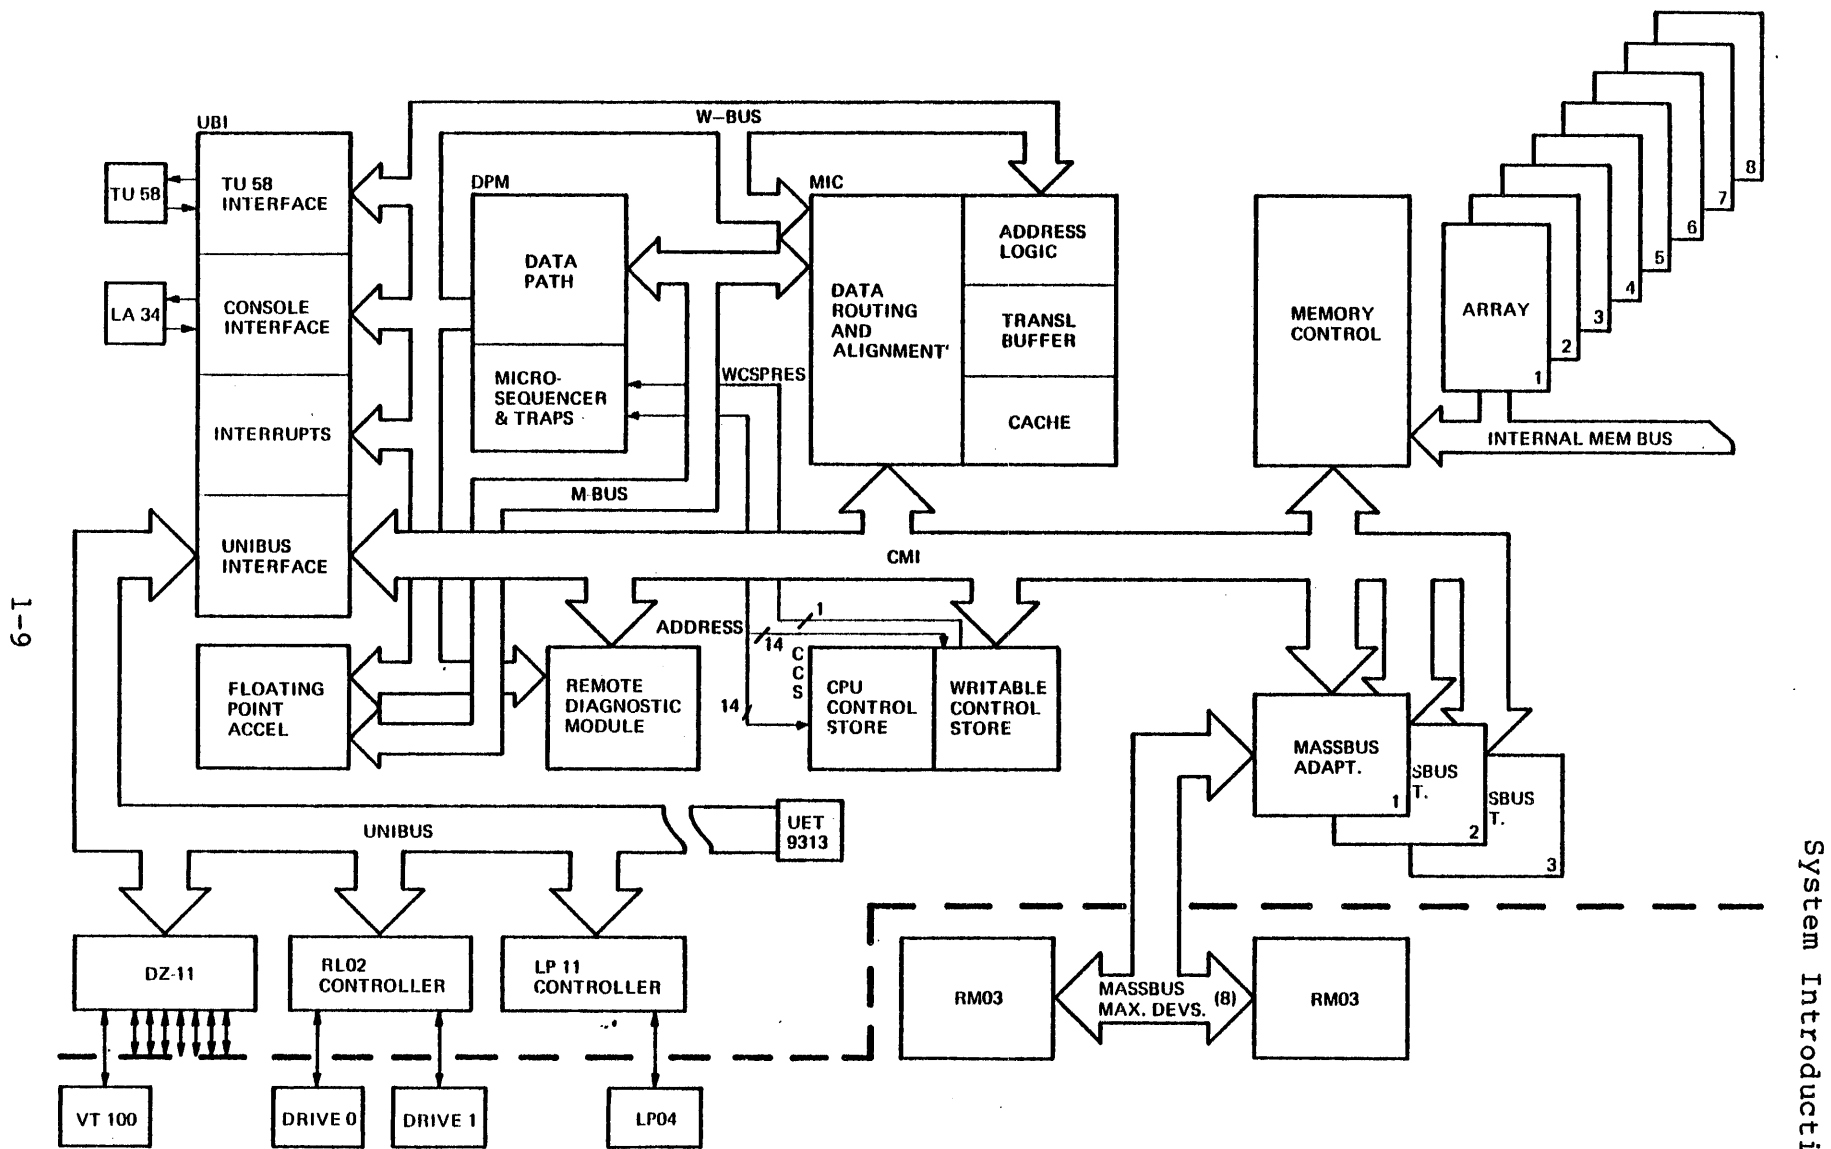 UBI
TU 58
TU 58
INTERFACE
LA 34
CONSOLE
INTERFACE
INTERRUPTS
UNIBUS
INTERFACE
W-BUS
DPM
DATA
PATH
MICRO-
SEQUENCER
& TRAPS
MIC
DATA
ROUTING
AND
ALIGNMENT'
ADDRESS
LOGIC
TRANSL
BUFFER
CACHE
WCSPRES
M-BUS
MEMORY
CONTROL
ARRAY
1
2
3
4
5
6
7
8
INTERNAL MEM BUS
CMI
FLOATING
POINT
ACCEL
REMOTE
DIAGNOSTIC
MODULE
ADDRESS
14
1
14
CCS
CPU
CONTROL
STORE
WRITABLE
CONTROL
STORE
MASSBUS
ADAPT.
1
SBUS
T.
2
SBUS
T.
3
UNIBUS
UET
9313
DZ-11
RL02
CONTROLLER
LP 11
CONTROLLER
RM03
MASSBUS
MAX. DEVS. (8)
RM03
VT 100
DRIVE 0
DRIVE 1
LP04
1-9
System Introducti